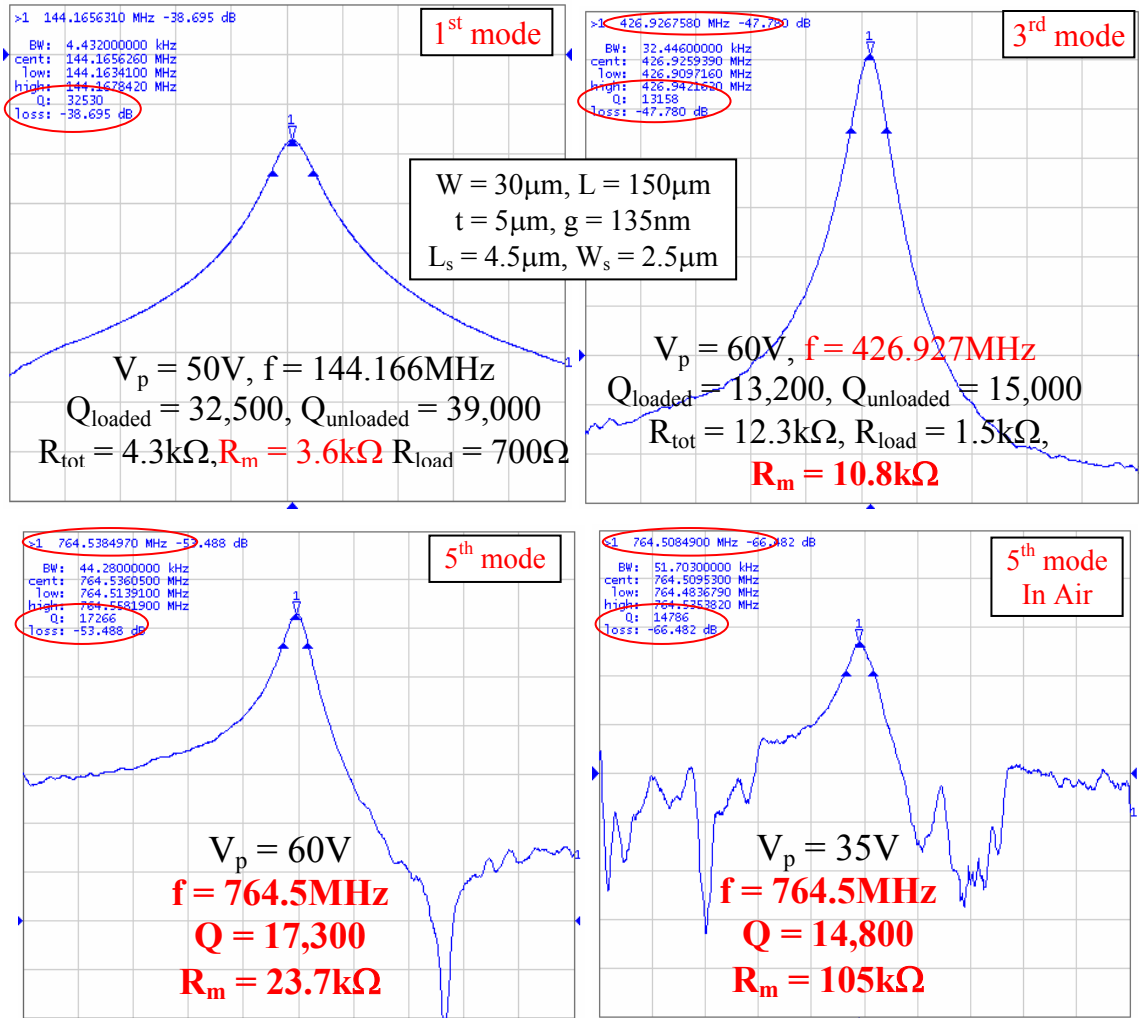 >1 144.1656310 MHz -38.695 dB
BW: 4.432000000 kHz
cent: 144.1656260 MHz
low: 144.1634100 MHz
high: 144.1678420 MHz
Q: 32530
loss: -38.695 dB
1st mode
1
1
Vp = 50V, f = 144.166MHz
Qloaded = 32,500, Qunloaded = 39,000
Rtot = 4.3kΩ, Rm = 3.6kΩ Rload = 700Ω
>1 426.9267580 MHz -47.780 dB
BW: 32.44600000 kHz
cent: 426.9259390 MHz
low: 426.9097160 MHz
high: 426.9421620 MHz
Q: 13158
loss: -47.780 dB
3rd mode
1
W = 30μm, L = 150μm
t = 5μm, g = 135nm
Ls = 4.5μm, Ws = 2.5μm
Vp = 60V, f = 426.927MHz
Qloaded = 13,200, Qunloaded = 15,000
Rtot = 12.3kΩ, Rload = 1.5kΩ,
Rm = 10.8kΩ
>1 764.5384970 MHz -53.488 dB
BW: 44.28000000 kHz
cent: 764.5360500 MHz
low: 764.5139100 MHz
high: 764.5581900 MHz
Q: 17266
loss: -53.488 dB
5th mode
1
1
Vp = 60V
f = 764.5MHz
Q = 17,300
Rm = 23.7kΩ
>1 764.5084900 MHz -66.482 dB
BW: 51.70300000 kHz
cent: 764.5095300 MHz
low: 764.4836790 MHz
high: 764.5353820 MHz
Q: 14786
loss: -66.482 dB
5th mode
In Air
1
1
Vp = 35V
f = 764.5MHz
Q = 14,800
Rm = 105kΩ